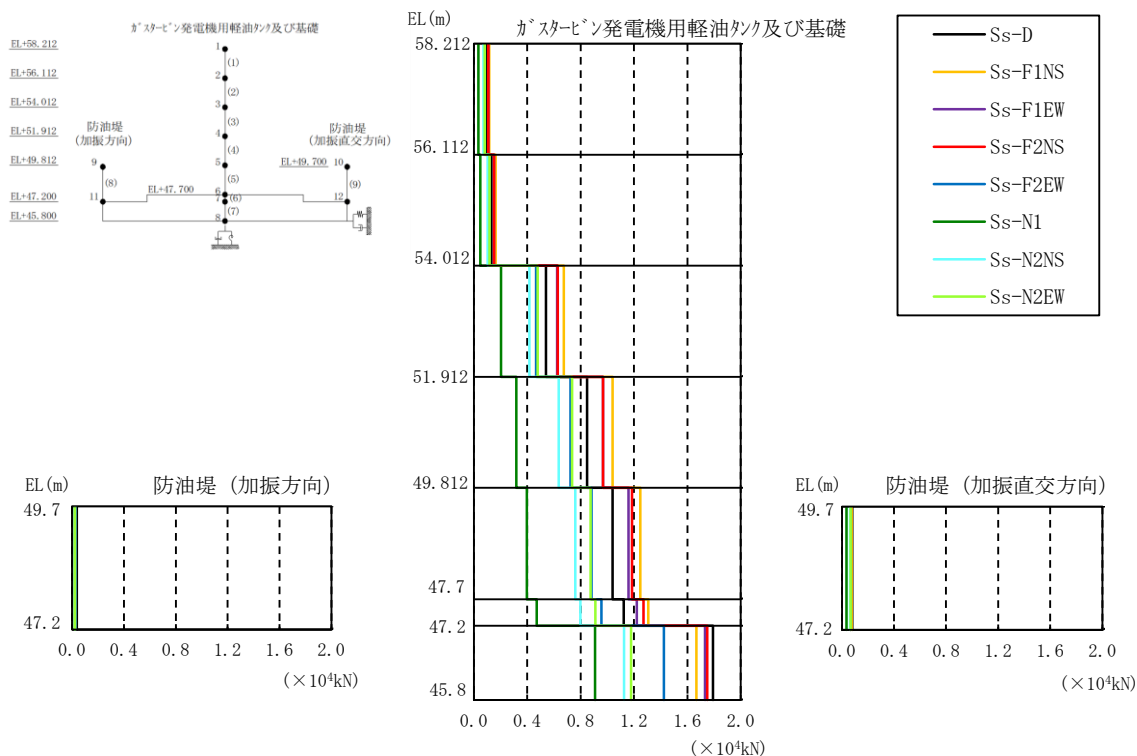 ｶﾞｽﾀｰﾋﾞﾝ発電機用軽油ﾀﾝｸ及び基礎
EL+58.212
EL+56.112
EL+54.012
EL+51.912
EL+49.812
EL+47.200
EL+45.800
1
(1)
2
(2)
3
(3)
4
(4)
5
(5)
6
(6)
7
(7)
8
防油堤
(加振方向)
9
(8)
11
EL+47.700
防油堤
(加振直交方向)
EL+49.700
10
(9)
12
EL(m)
ｶﾞｽﾀｰﾋﾞﾝ発電機用軽油ﾀﾝｸ及び基礎
58.212
56.112
54.012
51.912
49.812
47.7
47.2
45.8
0.0 0.4 0.8 1.2 1.6 2.0
(×10⁴kN)
Ss-D
Ss-F1NS
Ss-F1EW
Ss-F2NS
Ss-F2EW
Ss-N1
Ss-N2NS
Ss-N2EW
EL(m) 防油堤 (加振方向)
49.7
47.2
0.0 0.4 0.8 1.2 1.6 2.0
(×10⁴kN)
EL(m) 防油堤 (加振直交方向)
49.7
47.2
0.0 0.4 0.8 1.2 1.6 2.0
(×10⁴kN)